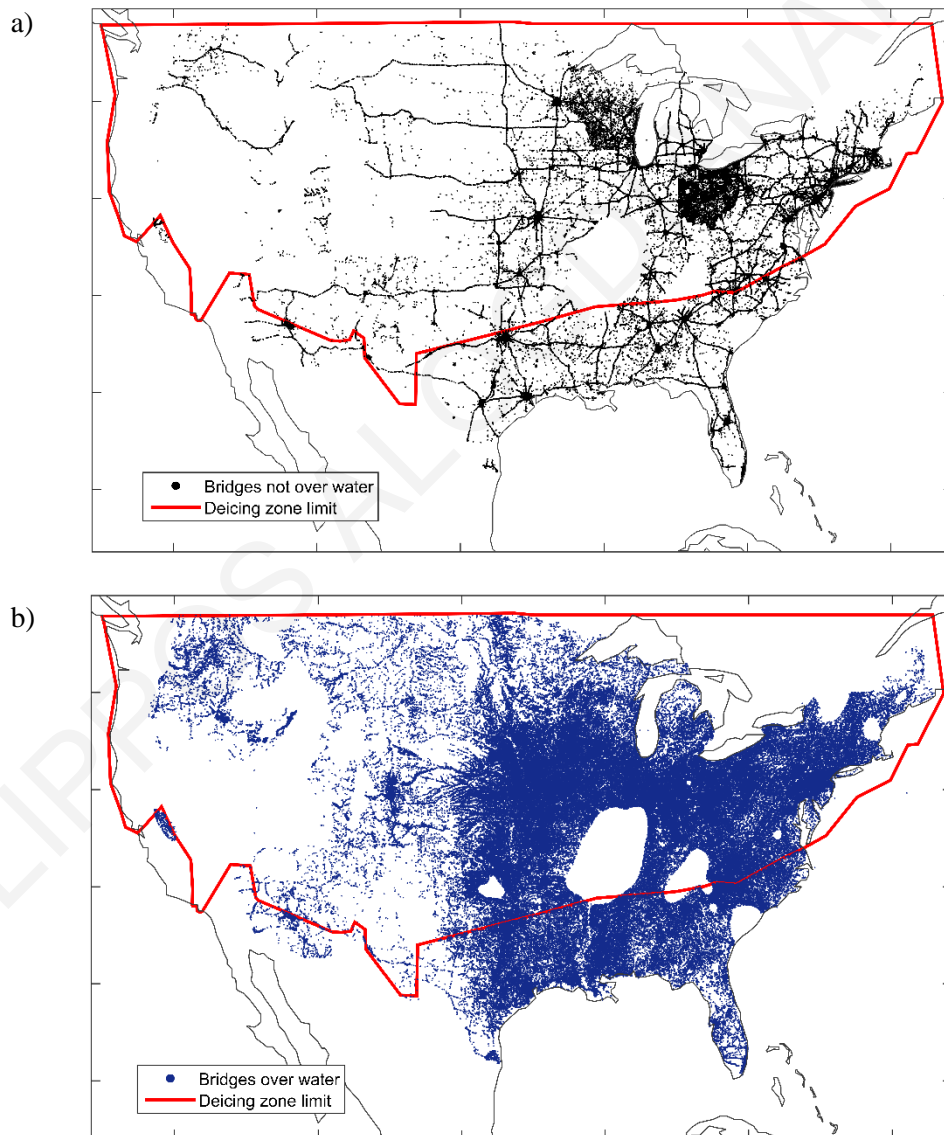 a)
Bridges not over water
Deicing zone limit
b)
Bridges over water
Deicing zone limit